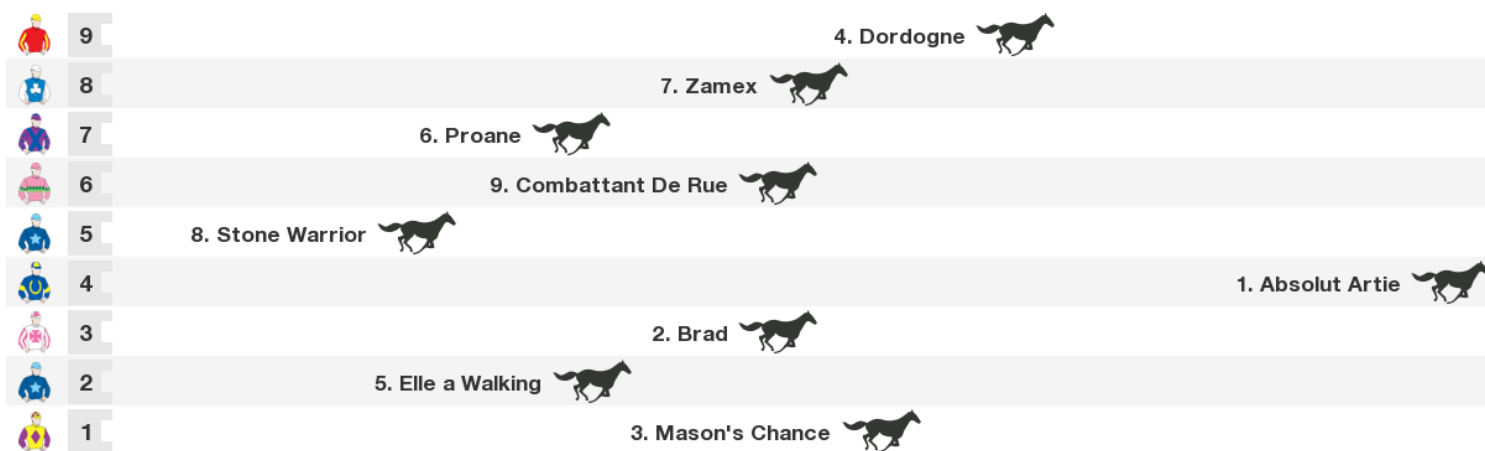 9 4. Dordogne
8 7. Zamex
7 6. Proane
6 9. Combattant De Rue
5 8. Stone Warrior
4 1. Absolut Artie
3 2. Brad
2 5. Elle a Walking
1 3. Mason's Chance